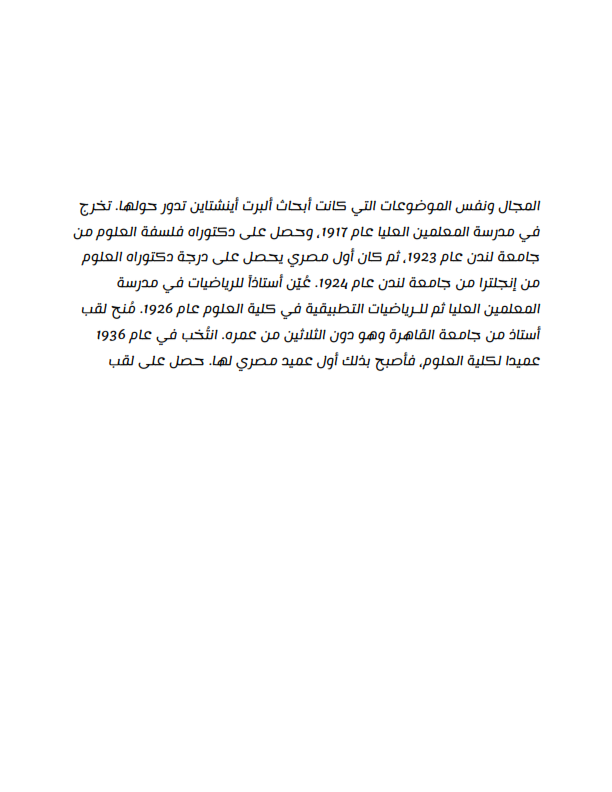 المجال ونفس الموضوعات التي كانت أبحاث ألبرت أينشتاين تدور حولها. تخرج
في مدرسة المعلمين العليا عام 1917، وحصل على دكتوراه فلسفة العلوم من
جامعة لندن عام 1923، ثم كان أول مصري يحصل على درجة دكتوراه العلوم
من إنجلترا من جامعة لندن عام 1924. عُيّن أستاذاً للرياضيات في مدرسة
المعلمين العليا ثم للـرياضيات التطبيقية في كلية العلوم عام 1926. مُنح لقب
أستاذ من جامعة القاهرة وهو دون الثلاثين من عمره. انتُخب في عام 1936
عميدا لكلية العلوم، فأصبح بذلك أول عميد مصري لها. حصل على لقب